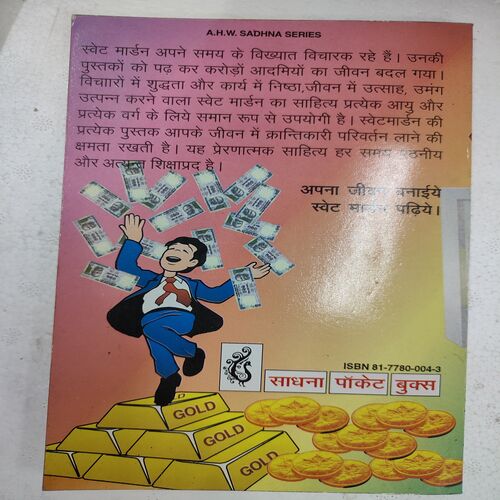 A.H.W. SADHNA SERIES
स्वेट मार्डन अपने समय के विख्यात विचारक रहे हैं। उनकी
पुस्तकों को पढ़ कर करोड़ों आदमियों का जीवन बदल गया।
विचाारों में शुद्धता और कार्य में निष्ठा,जीवन में उत्साह, उमंग
उत्पन्न करने वाला स्वेट मार्डन का साहित्य प्रत्येक आयु और
प्रत्येक वर्ग के लिये समान रूप से उपयोगी है। स्वेटमार्डन की
प्रत्येक पुस्तक आपके जीवन में क्रान्तिकारी परिवर्तन लाने की
क्षमता रखती है। यह प्रेरणात्मक साहित्य हर समय पठनीय
और अत्यन्त शिक्षाप्रद है।
अपना जीवन बनाईये
स्वेट मार्डन पढ़िये।
ISBN 81-7780-004-3
साधना पॉकेट बुक्स
GOLD
GOLD
GOLD